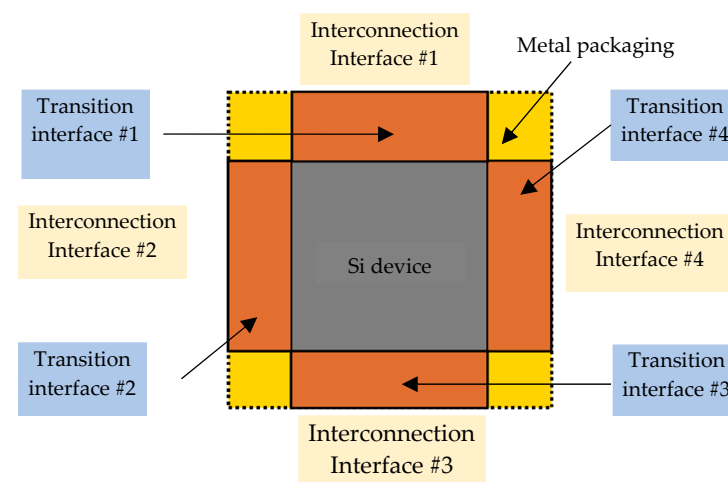 Interconnection
Interface #1
Metal packaging
Transition
interface #1
Transition
interface #4
Interconnection
Interface #2
Si device
Interconnection
Interface #4
Transition
interface #2
Transition
interface #3
Interconnection
Interface #3